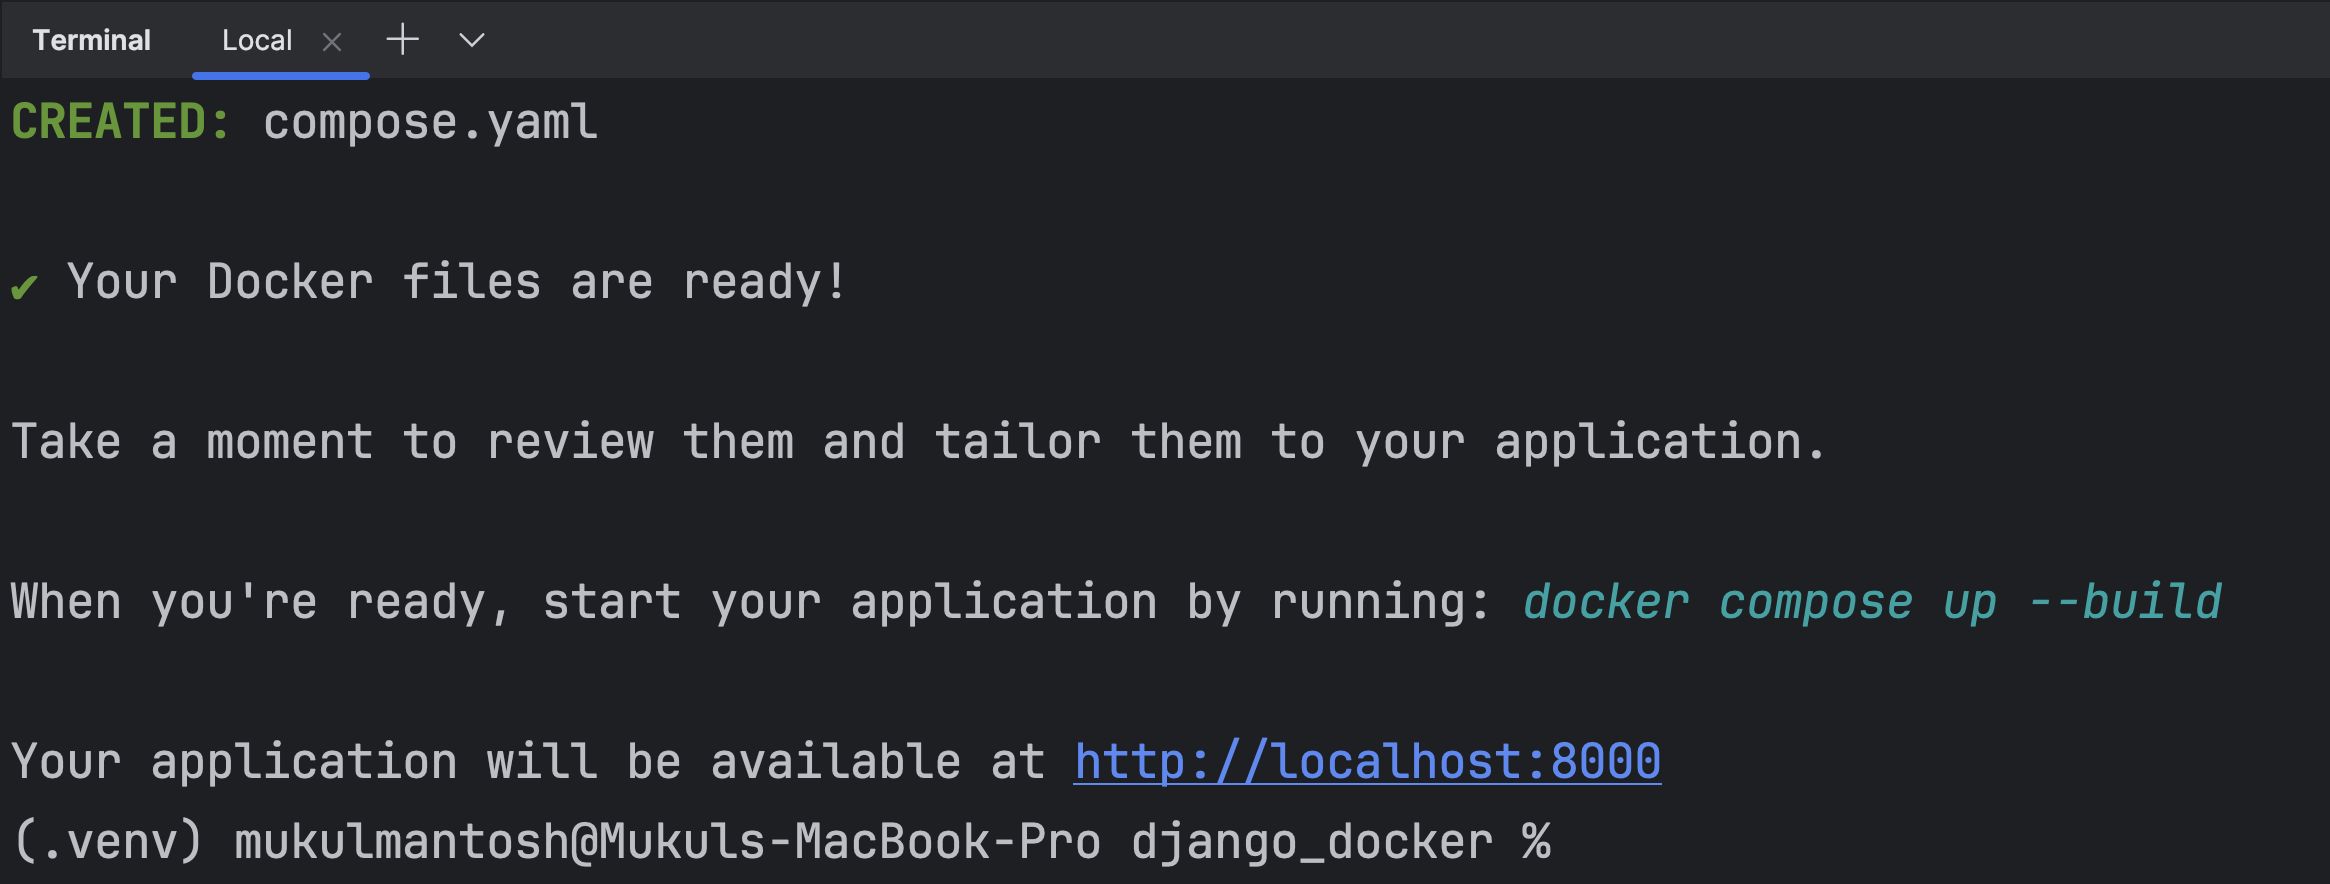 Terminal Local
CREATED: compose.yaml
✔ Your Docker files are ready!
Take a moment to review them and tailor them to your application.
When you're ready, start your application by running: docker compose up --build
Your application will be available at http://localhost:8000
(.venv) mukulmantosh@Mukuls-MacBook-Pro django_docker %